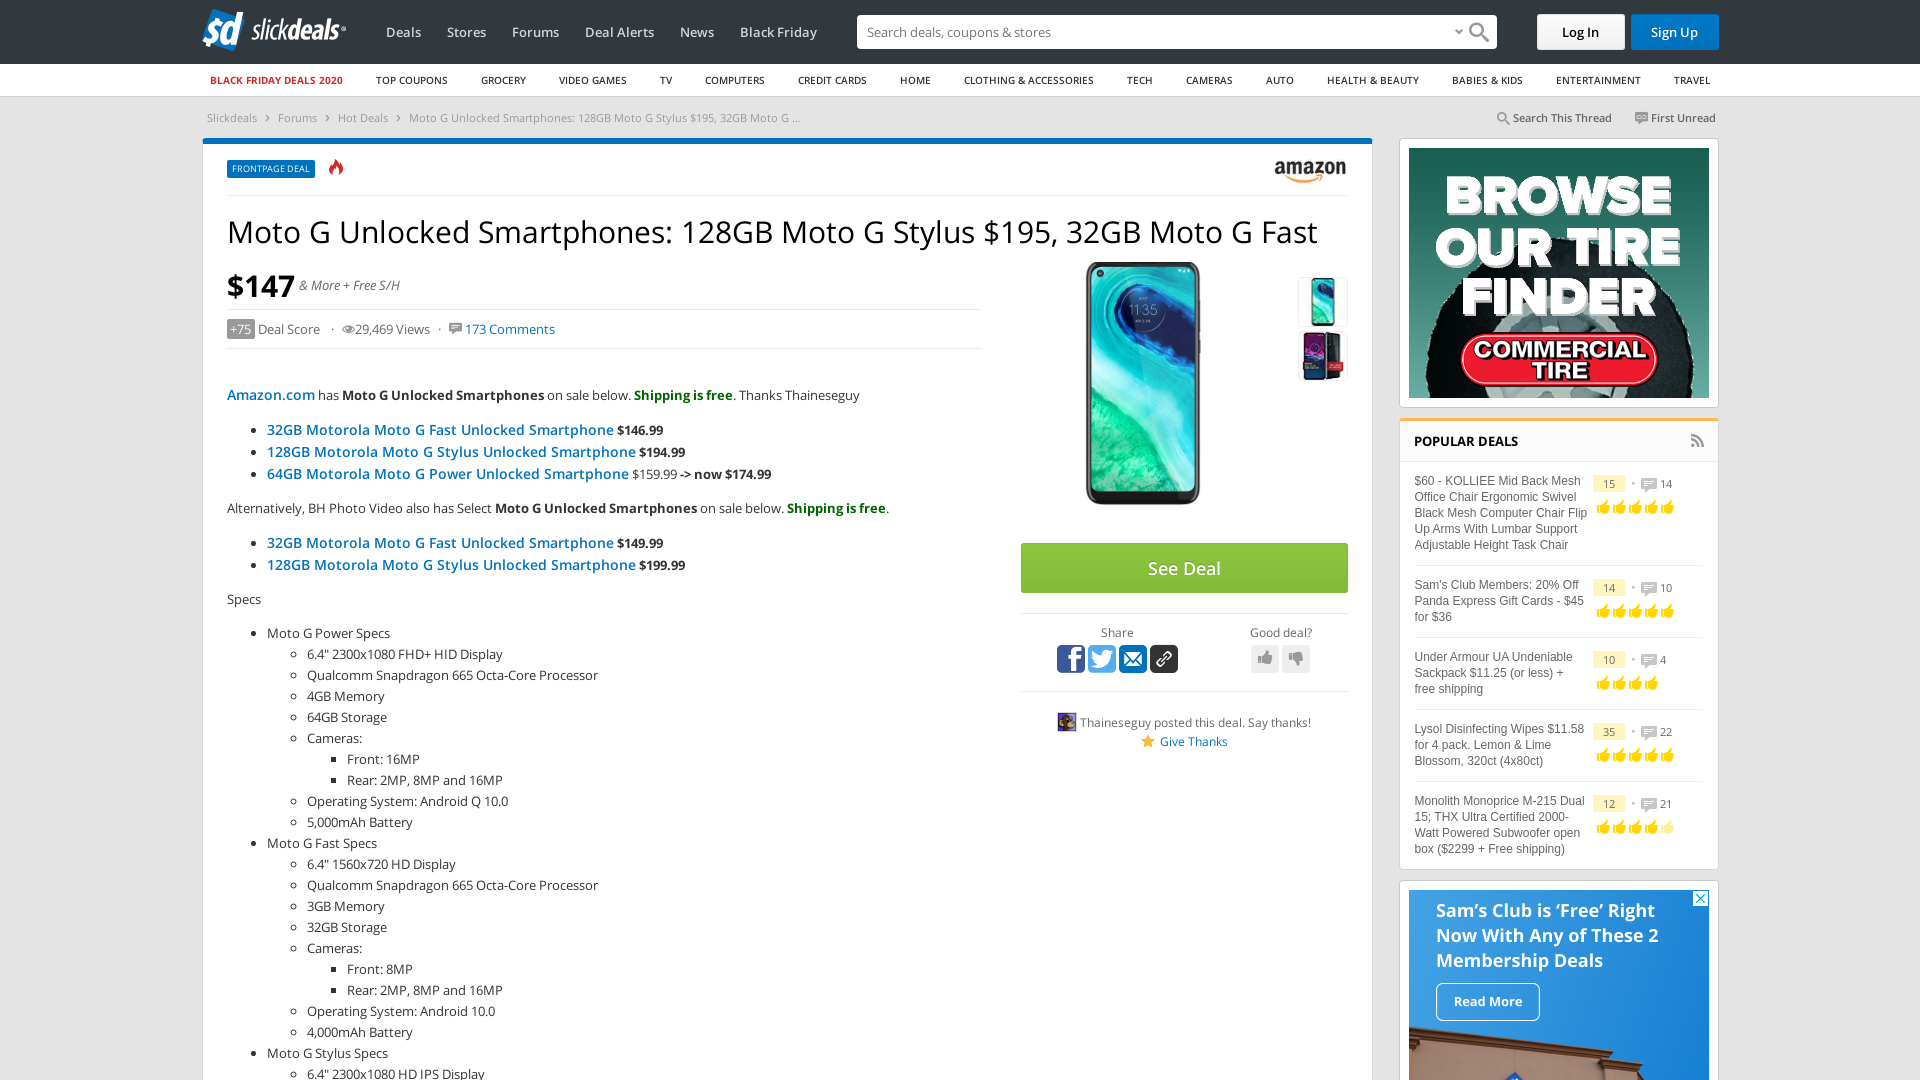 sd slickdeals
Deals
Stores
Forums
Deal Alerts
News
Black Friday
Search deals, coupons & stores
Log In
Sign Up
BLACK FRIDAY DEALS 2020
TOP COUPONS
GROCERY
VIDEO GAMES
TV
COMPUTERS
CREDIT CARDS
HOME
CLOTHING & ACCESSORIES
TECH
CAMERAS
AUTO
HEALTH & BEAUTY
BABIES & KIDS
ENTERTAINMENT
TRAVEL
Slickdeals › Forums › Hot Deals › Moto G Unlocked Smartphones: 128GB Moto G Stylus $195, 32GB Moto G ...
Search This Thread
First Unread
FRONTPAGE DEAL
amazon
Moto G Unlocked Smartphones: 128GB Moto G Stylus $195, 32GB Moto G Fast
$147 & More + Free S/H
+75 Deal Score · 29,469 Views · 173 Comments
Amazon.com has Moto G Unlocked Smartphones on sale below. Shipping is free. Thanks Thaineseguy
32GB Motorola Moto G Fast Unlocked Smartphone $146.99
128GB Motorola Moto G Stylus Unlocked Smartphone $194.99
64GB Motorola Moto G Power Unlocked Smartphone $159.99 -> now $174.99
Alternatively, BH Photo Video also has Select Moto G Unlocked Smartphones on sale below. Shipping is free.
32GB Motorola Moto G Fast Unlocked Smartphone $149.99
128GB Motorola Moto G Stylus Unlocked Smartphone $199.99
Specs
Moto G Power Specs
6.4" 2300x1080 FHD+ HID Display
Qualcomm Snapdragon 665 Octa-Core Processor
4GB Memory
64GB Storage
Cameras:
Front: 16MP
Rear: 2MP, 8MP and 16MP
Operating System: Android Q 10.0
5,000mAh Battery
Moto G Fast Specs
6.4" 1560x720 HD Display
Qualcomm Snapdragon 665 Octa-Core Processor
3GB Memory
32GB Storage
Cameras:
Front: 8MP
Rear: 2MP, 8MP and 16MP
Operating System: Android 10.0
4,000mAh Battery
Moto G Stylus Specs
6.4" 2300x1080 HD IPS Display
11:35
See Deal
Share
Good deal?
Thaineseguy posted this deal. Say thanks!
Give Thanks
BROWSE
OUR TIRE
FINDER
COMMERCIAL
TIRE
POPULAR DEALS
$60 - KOLLIEE Mid Back Mesh
Office Chair Ergonomic Swivel
Black Mesh Computer Chair Flip
Up Arms With Lumbar Support
Adjustable Height Task Chair
15 • 14
Sam's Club Members: 20% Off
Panda Express Gift Cards - $45
for $36
14 • 10
Under Armour UA Undeniable
Sackpack $11.25 (or less) +
free shipping
10 • 4
Lysol Disinfecting Wipes $11.58
for 4 pack. Lemon & Lime
Blossom, 320ct (4x80ct)
35 • 22
Monolith Monoprice M-215 Dual
15; THX Ultra Certified 2000-
Watt Powered Subwoofer open
box ($2299 + Free shipping)
12 • 21
Sam's Club is 'Free' Right
Now With Any of These 2
Membership Deals
Read More